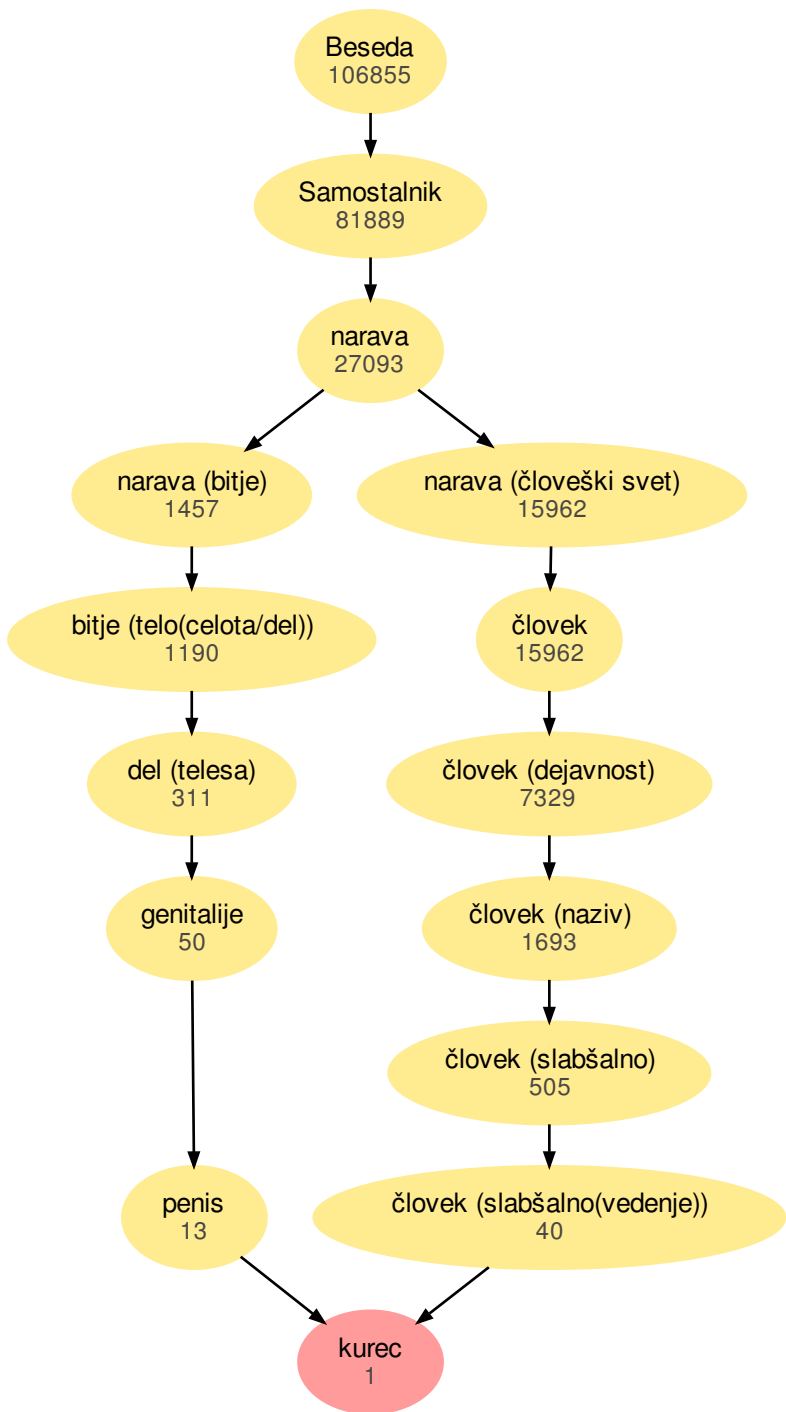 Beseda
106855
Samostalnik
81889
narava
27093
narava (bitje)
1457
narava (človeški svet)
15962
bitje (telo(celota/del))
1190
človek
15962
del (telesa)
311
človek (dejavnost)
7329
genitalije
50
človek (naziv)
1693
človek (slabšalno)
505
penis
13
človek (slabšalno(vedenje))
40
kurec
1